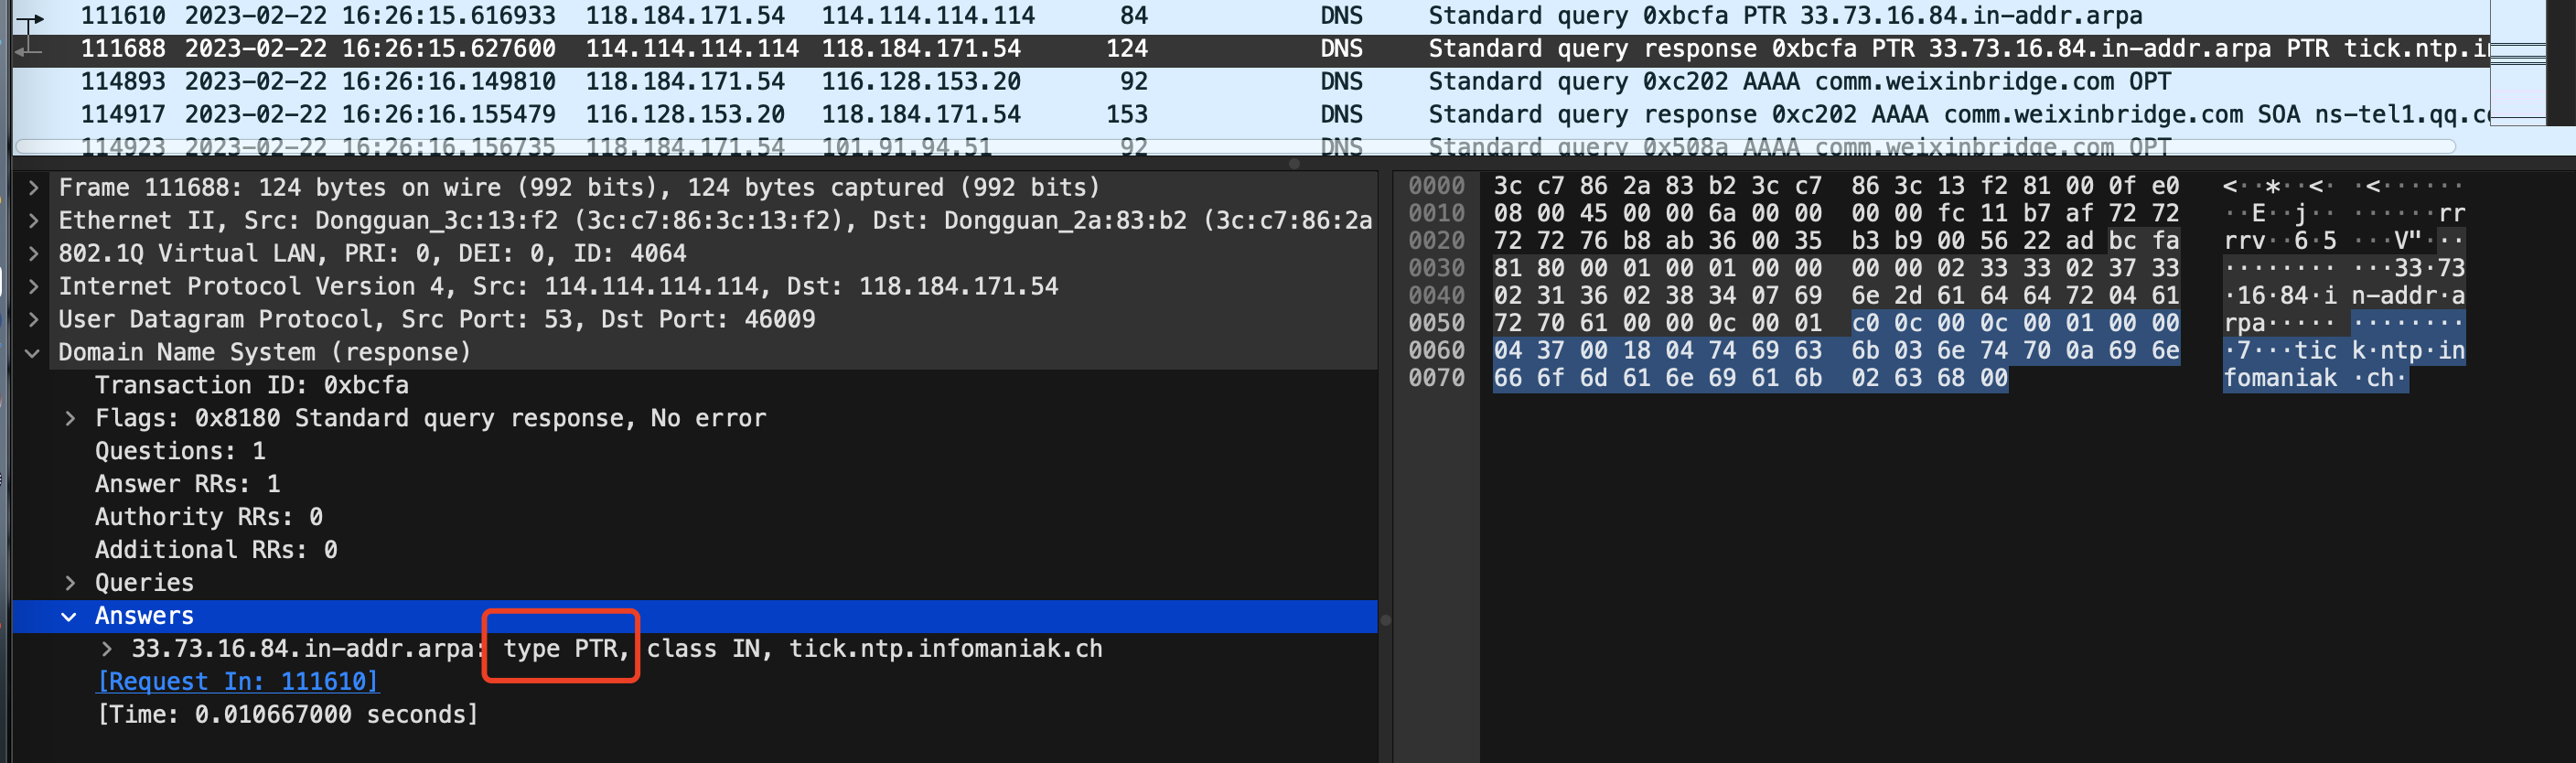 111610 2023-02-22 16:26:15.616933 118.184.171.54 114.114.114.114 84 DNS Standard query 0xbcfa PTR 33.73.16.84.in-addr.arpa
111688 2023-02-22 16:26:15.627600 114.114.114.114 118.184.171.54 124 DNS Standard query response 0xbcfa PTR 33.73.16.84.in-addr.arpa PTR tick.ntp.in
114893 2023-02-22 16:26:16.149810 118.184.171.54 116.128.153.20 92 DNS Standard query 0xc202 AAAA comm.weixinbridge.com OPT
114917 2023-02-22 16:26:16.155479 116.128.153.20 118.184.171.54 153 DNS Standard query response 0xc202 AAAA comm.weixinbridge.com SOA ns-tel1.qq.co
114923 2023-02-22 16:26:16.156735 118.184.171.54 101.91.94.51 92 DNS Standard query 0x508a AAAA comm.weixinbridge.com OPT
Frame 111688: 124 bytes on wire (992 bits), 124 bytes captured (992 bits)
Ethernet II, Src: Dongguan_3c:13:f2 (3c:c7:86:3c:13:f2), Dst: Dongguan_2a:83:b2 (3c:c7:86:2a
802.1Q Virtual LAN, PRI: 0, DEI: 0, ID: 4064
Internet Protocol Version 4, Src: 114.114.114.114, Dst: 118.184.171.54
User Datagram Protocol, Src Port: 53, Dst Port: 46009
Domain Name System (response)
Transaction ID: 0xbcfa
Flags: 0x8180 Standard query response, No error
Questions: 1
Answer RRs: 1
Authority RRs: 0
Additional RRs: 0
Queries
Answers
33.73.16.84.in-addr.arpa: type PTR, class IN, tick.ntp.infomaniak.ch
[Request In: 111610]
[Time: 0.010667000 seconds]
0000 3c c7 86 2a 83 b2 3c c7 86 3c 13 f2 81 00 0f e0 <··*··<· ·<······
0010 08 00 45 00 00 6a 00 00 00 00 fc 11 b7 af 72 72 ··E··j·· ······rr
0020 72 72 76 b8 ab 36 00 35 b3 b9 00 56 22 ad bc fa rrv··6·5 ···V"···
0030 81 80 00 01 00 01 00 00 00 00 02 33 33 02 37 33 ········ ···33·73
0040 02 31 36 02 38 34 07 69 6e 2d 61 64 64 72 04 61 ·16·84·i n-addr·a
0050 72 70 61 00 00 0c 00 01 c0 0c 00 0c 00 01 00 00 rpa····· ········
0060 04 37 00 18 04 74 69 63 6b 03 6e 74 70 0a 69 6e ·7···tic k·ntp·in
0070 66 6f 6d 61 6e 69 61 6b 02 63 68 00 fomaniak ·ch·